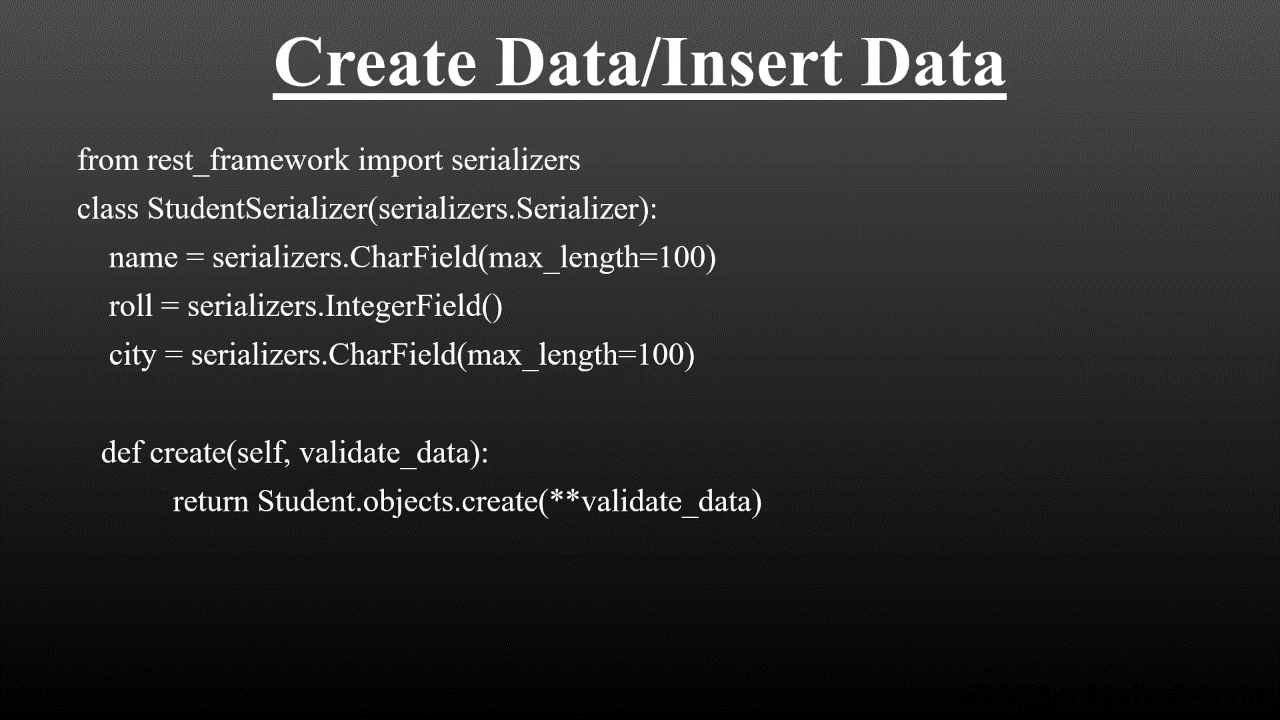 Create Data/Insert Data
from rest_framework import serializers
class StudentSerializer(serializers.Serializer):
name = serializers.CharField(max_length=100)
roll = serializers.IntegerField()
city = serializers.CharField(max_length=100)
def create(self, validate_data):
return Student.objects.create(**validate_data)